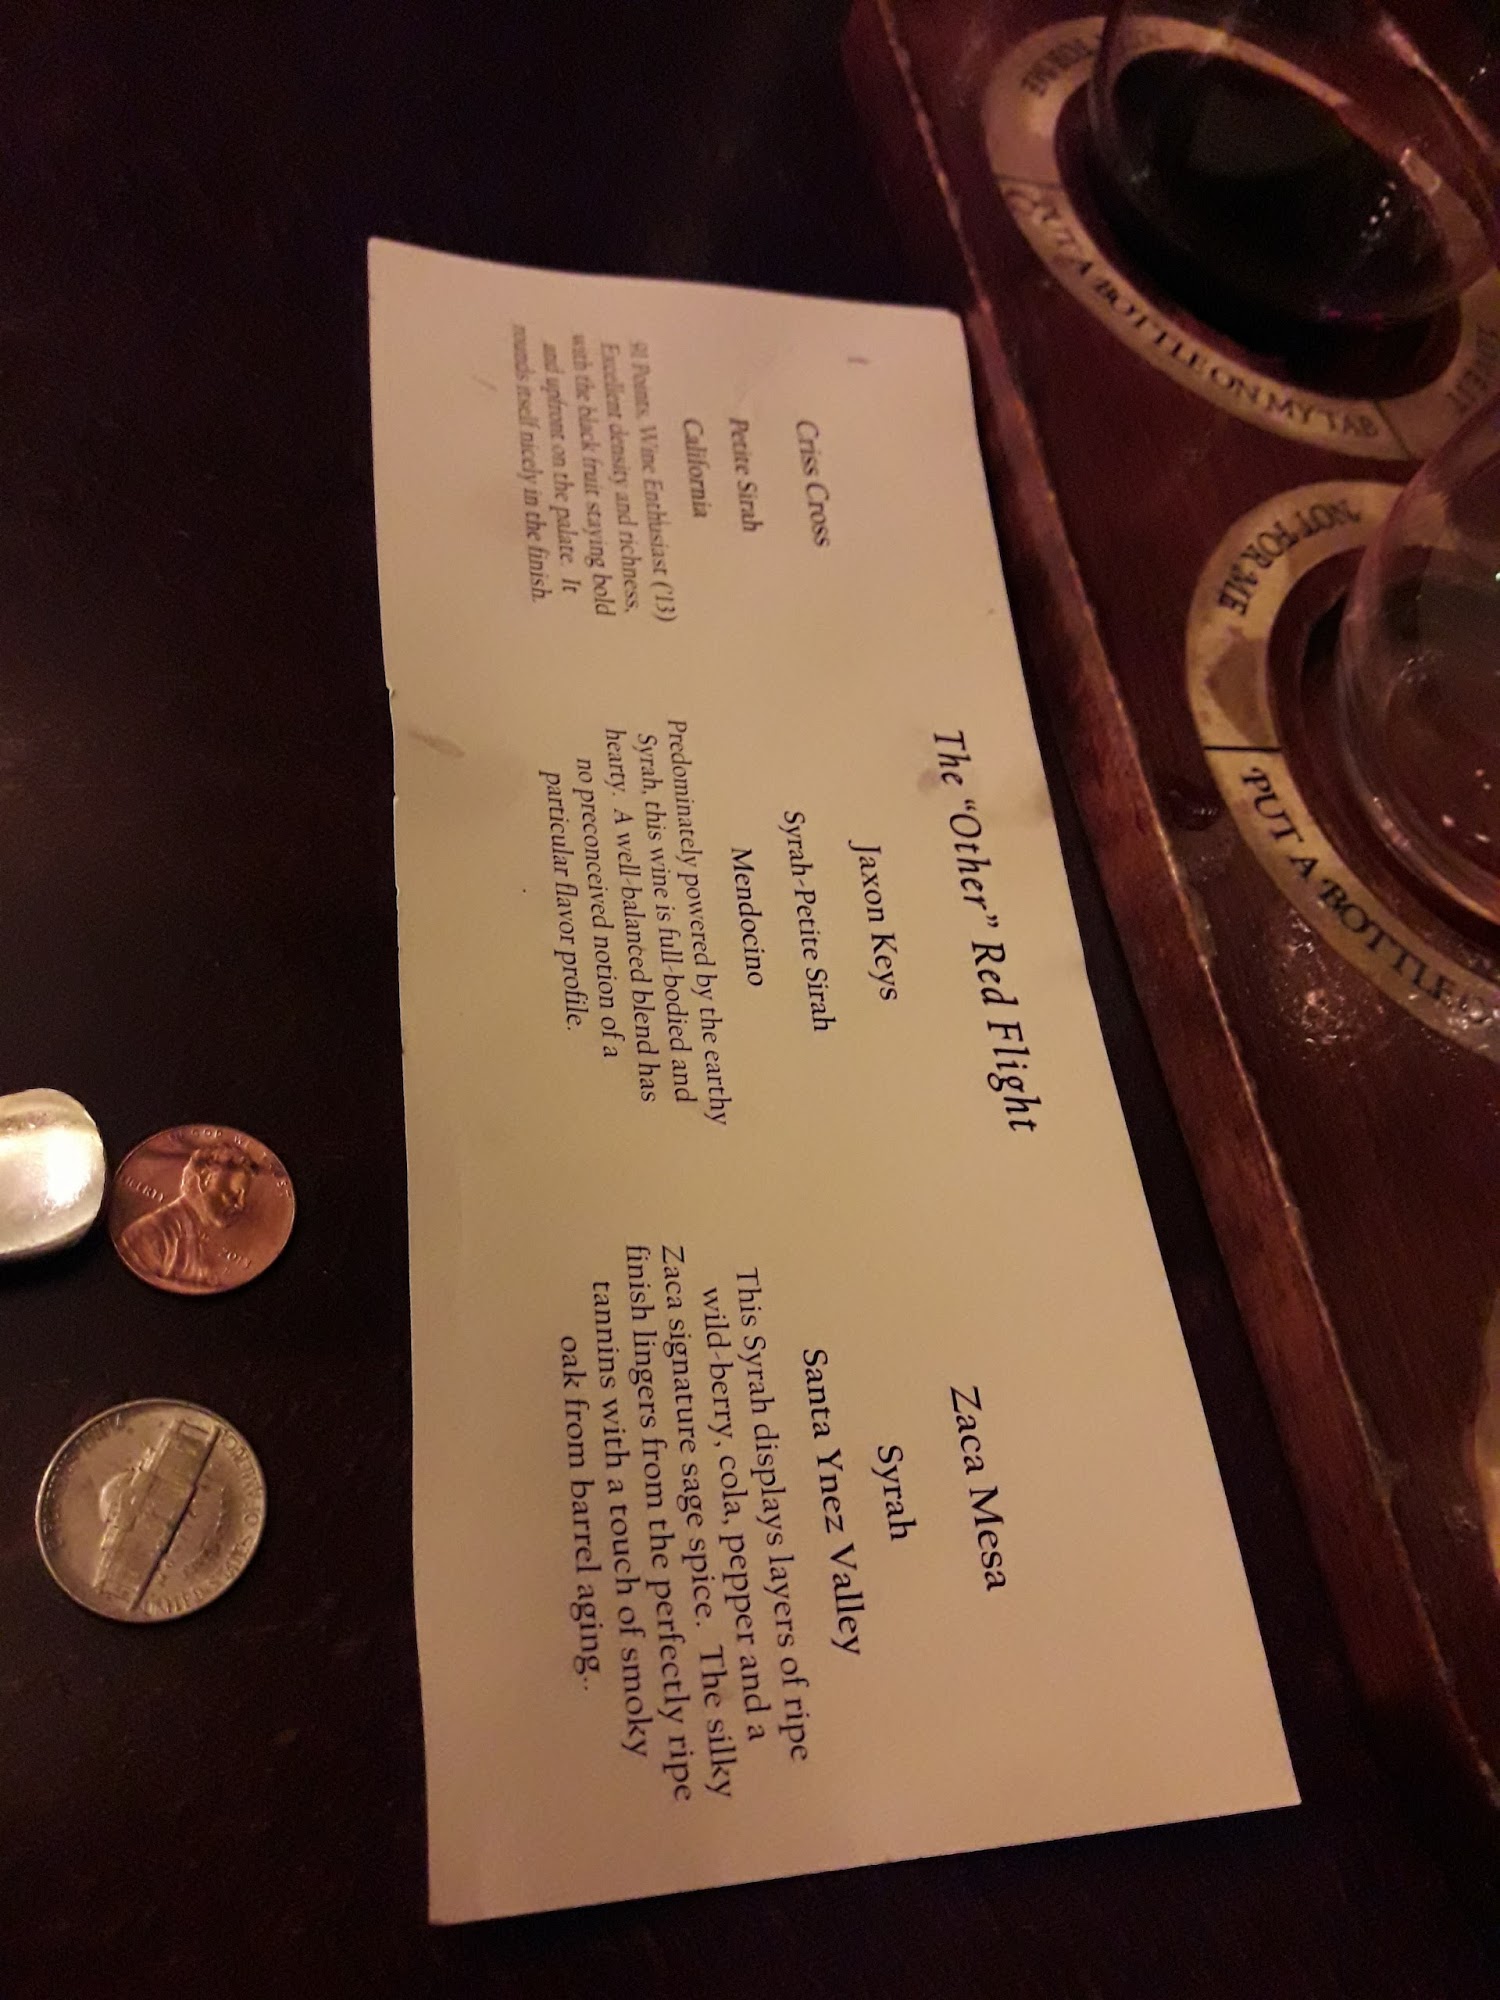 The "Other" Red Flight
Criss Cross
Petite Sirah
California
91 Points, Wine Enthusiast ('13)
Excellent density and richness,
with the black fruit staying bold
and upfront on the palate. It
rounds itself nicely in the finish.
Jaxon Keys
Syrah-Petite Sirah
Mendocino
Predominately powered by the earthy
Syrah, this wine is full-bodied and
hearty. A well-balanced blend has
no preconceived notion of a
particular flavor profile.
Zaca Mesa
Syrah
Santa Ynez Valley
This Syrah displays layers of ripe
wild-berry, cola, pepper and a
Zaca signature sage spice. The silky
finish lingers from the perfectly ripe
tannins with a touch of smoky
oak from barrel aging..
PUT A BOTTLE ON MY TAB
NOT FOR ME
PUT A BOTTLE
IN GOD WE
LIBERTY
2013